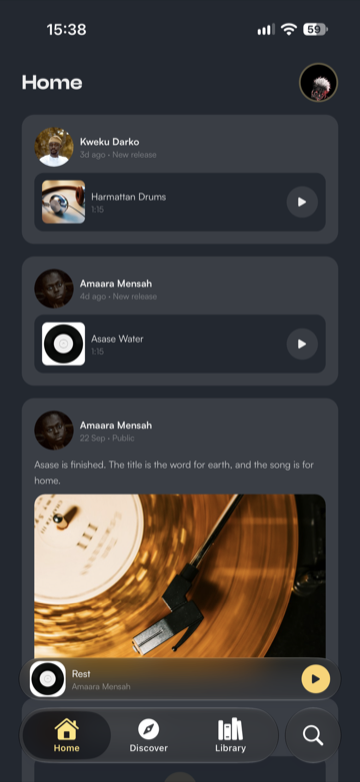 15:38
59
Home
Kweku Darko
3d ago · New release
Harmattan Drums
1:15
Amaara Mensah
4d ago · New release
Asase Water
1:15
Amaara Mensah
22 Sep · Public
Asase is finished. The title is the word for earth, and the song is for
home.
Rest
Amaara Mensah
Home
Discover
Library